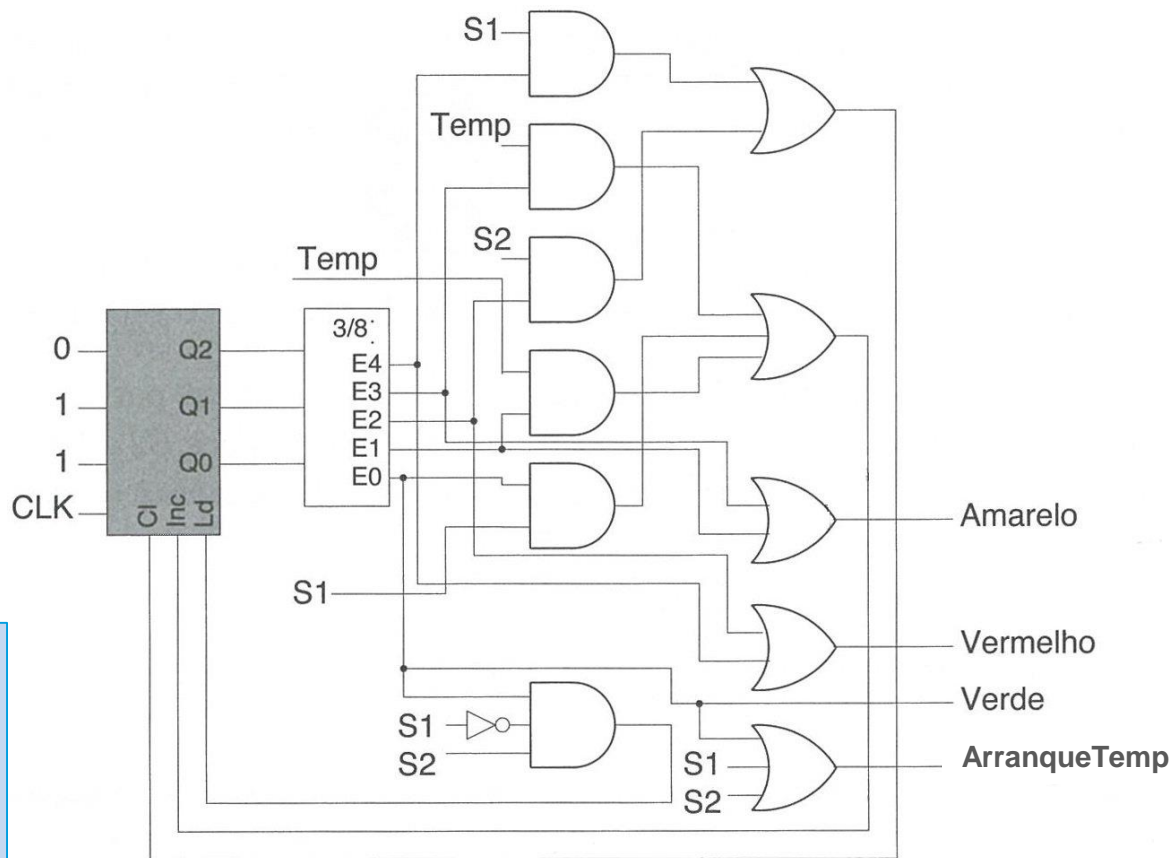 S1
Temp
S2
Temp
3/8
0
Q2
E4
E3
1
Q1
E2
E1
1
Q0
E0
CLK
Cl
Inc
Ld
Amarelo
S1
Vermelho
Verde
S1
S2
S1
S2
ArranqueTemp